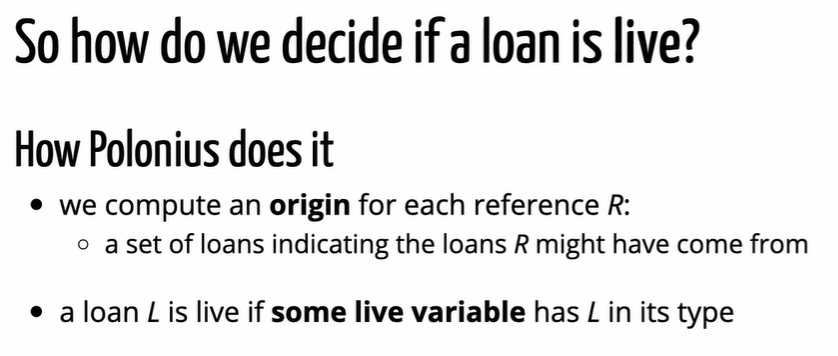 So how do we decide if a loan is live?
How Polonius does it
• we compute an origin for each reference R:
○ a set of loans indicating the loans R might have come from
• a loan L is live if some live variable has L in its type